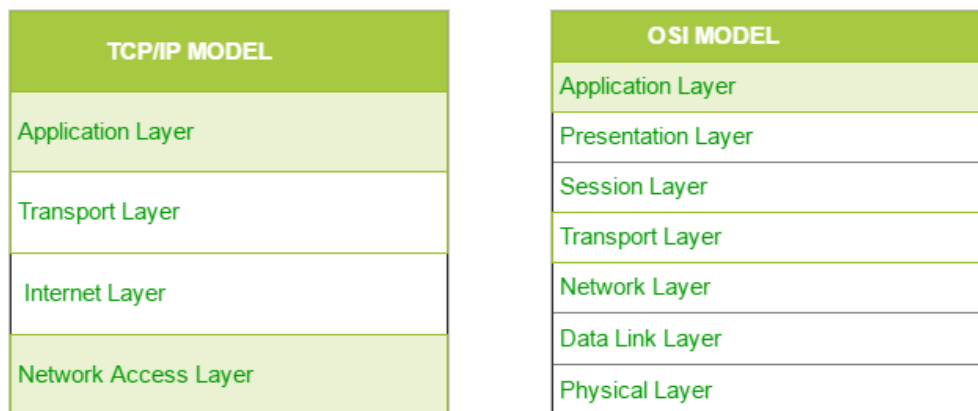 TCP/IP MODEL
Application Layer
Transport Layer
Internet Layer
Network Access Layer
OSI MODEL
Application Layer
Presentation Layer
Session Layer
Transport Layer
Network Layer
Data Link Layer
Physical Layer